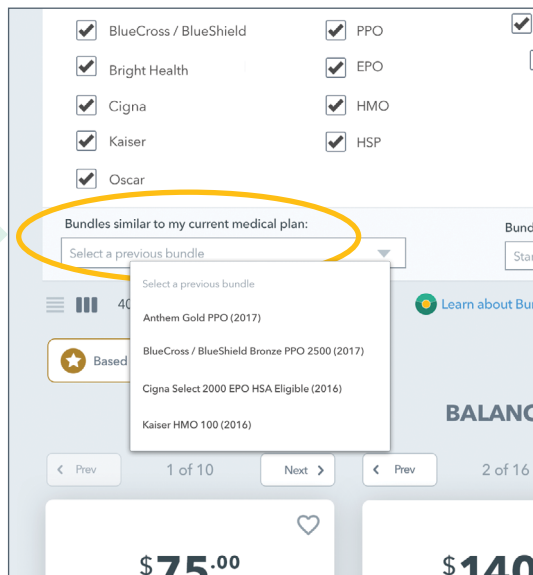 BlueCross / BlueShield
PPO
Bright Health
EPO
Cigna
HMO
Kaiser
HSP
Oscar
Bundles similar to my current medical plan:
Bund
Select a previous bundle
Star
Select a previous bundle
Anthem Gold PPO (2017)
BlueCross / BlueShield Bronze PPO 2500 (2017)
Cigna Select 2000 EPO HSA Eligible (2016)
Kaiser HMO 100 (2016)
40
Learn about Bu
Based
BALANC
Prev
1 of 10
Next
Prev
2 of 16
$75.00
$140